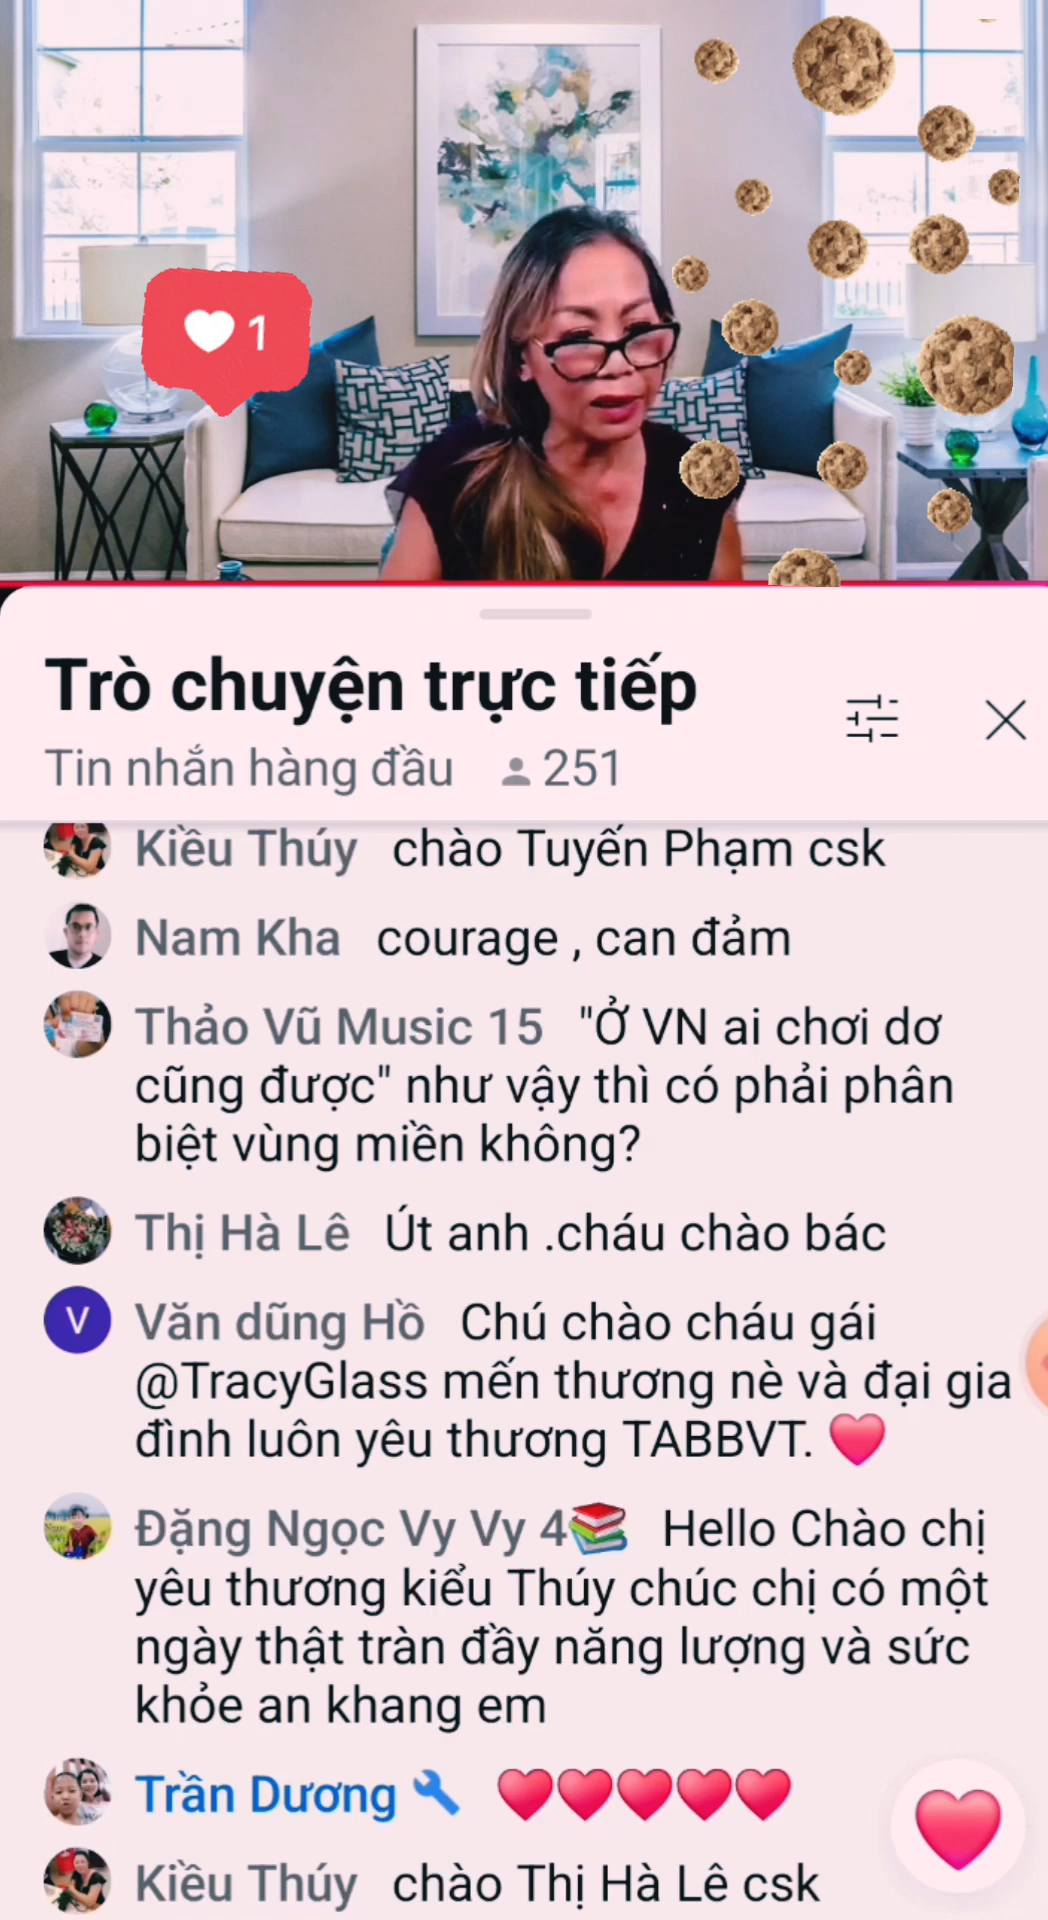 1
Trò chuyện trực tiếp
Tin nhắn hàng đầu 251
Kiều Thúy chào Tuyến Phạm csk
Nam Kha courage , can đảm
Thảo Vũ Music 15 "Ở VN ai chơi dơ
cũng được" như vậy thì có phải phân
biệt vùng miền không?
Thị Hà Lê Út anh .cháu chào bác
V Văn dũng Hồ Chú chào cháu gái
@TracyGlass mến thương nè và đại gia
đình luôn yêu thương TABBVT. ❤️
Đặng Ngọc Vy Vy 4📚 Hello Chào chị
yêu thương kiểu Thúy chúc chị có một
ngày thật tràn đầy năng lượng và sức
khỏe an khang em
Trần Dương 🔧 ❤️❤️❤️❤️❤️
Kiều Thúy chào Thị Hà Lê csk